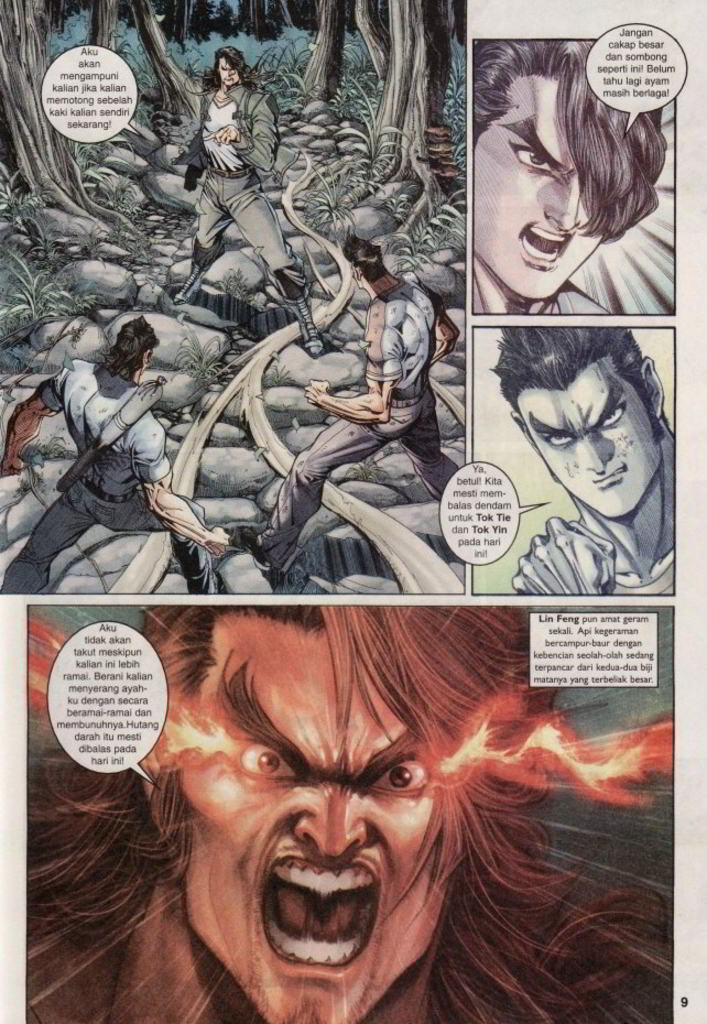 Aku
akan
mengampuni
kalian jika kalian
memotong sebelah
kaki kalian sendiri
sekarang!
Jangan
cakap besar
dan sombong
seperti ini! Belum
tahu lagi ayam
masih berlaga!
Ya,
betul! Kita
mesti mem-
balas dendam
untuk Tok Tie
dan Tok Yin
pada hari
ini!
Aku
tidak akan
takut meskipun
kalian ini lebih
ramai. Berani kalian
menyerang ayah-
ku dengan secara
beramai-ramai dan
membunuhnya.Hutang
darah itu mesti
dibalas pada
hari ini!
Lin Feng pun amat geram
sekali. Api kegeraman
bercampur-baur dengan
kebencian seolah-olah sedang
terpancar dari kedua-dua biji
matanya yang terbeliak besar.
9